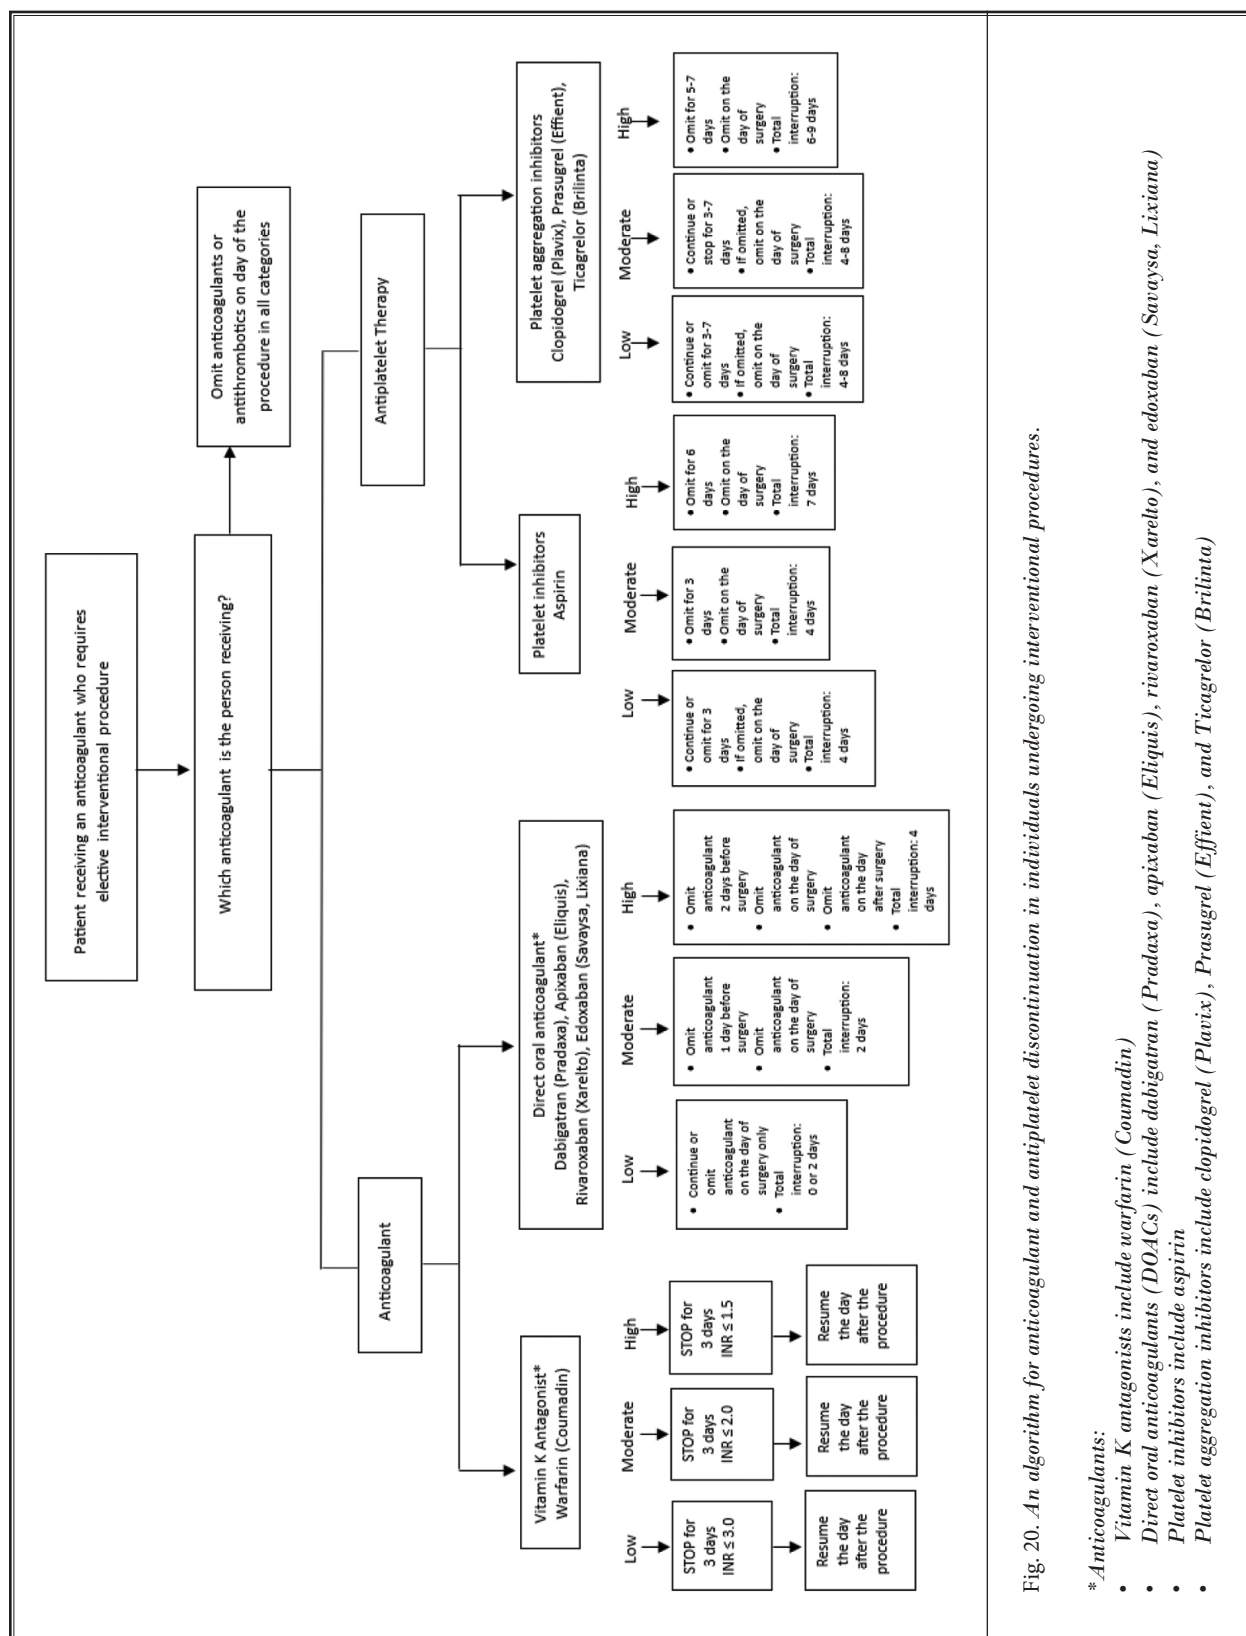 Patient receiving an anticoagulant who requires
elective interventional procedure
Which anticoagulant is the person receiving?
Omit anticoagulants or
antithrombotics on day of the
procedure in all categories
Anticoagulant
Antiplatelet Therapy
Vitamin K Antagonist*
Warfarin (Coumadin)
Direct oral anticoagulant*
Dabigatran (Pradaxa), Apixaban (Eliquis),
Rivaroxaban (Xarelto), Edoxaban (Savaysa, Lixiana)
Platelet inhibitors
Aspirin
Platelet aggregation inhibitors
Clopidogrel (Plavix), Prasugrel (Effient),
Ticagrelor (Brilinta)
Low
STOP for
3 days
INR ≤ 3.0
Resume
the day
after the
procedure
Moderate
STOP for
3 days
INR ≤ 2.0
Resume
the day
after the
procedure
High
STOP for
3 days
INR ≤ 1.5
Resume
the day
after the
procedure
Low
• Continue or
omit
anticoagulant
on the day of
surgery only
• Total
interruption:
0 or 2 days
Moderate
• Omit
anticoagulant
1 day before
surgery
• Omit
anticoagulant
on the day of
surgery
• Total
interruption:
2 days
High
• Omit
anticoagulant
2 days before
surgery
• Omit
anticoagulant
on the day of
surgery
• Omit
anticoagulant
on the day
after surgery
• Total
interruption: 4
days
Low
• Continue or
omit for 3
days
• If omitted,
omit on the
day of
surgery
• Total
interruption:
4 days
Moderate
• Omit for 3
days
• Omit on the
day of
surgery
• Total
interruption:
4 days
High
• Omit for 6
days
• Omit on the
day of
surgery
• Total
interruption:
7 days
Low
• Continue or
omit for 3-7
days
• If omitted,
omit on the
day of
surgery
• Total
interruption:
4-8 days
Moderate
• Continue or
stop for 3-7
days
• If omitted,
omit on the
day of
surgery
• Total
interruption:
4-8 days
High
• Omit for 5-7
days
• Omit on the
day of
surgery
• Total
interruption:
6-9 days
Fig. 20. An algorithm for anticoagulant and antiplatelet discontinuation in individuals undergoing interventional procedures.
*Anticoagulants:
• Vitamin K antagonists include warfarin (Coumadin)
• Direct oral anticoagulants (DOACs) include dabigatran (Pradaxa), apixaban (Eliquis), rivaroxaban (Xarelto), and edoxaban (Savaysa, Lixiana)
• Platelet inhibitors include aspirin
• Platelet aggregation inhibitors include clopidogrel (Plavix), Prasugrel (Effient), and Ticagrelor (Brilinta)